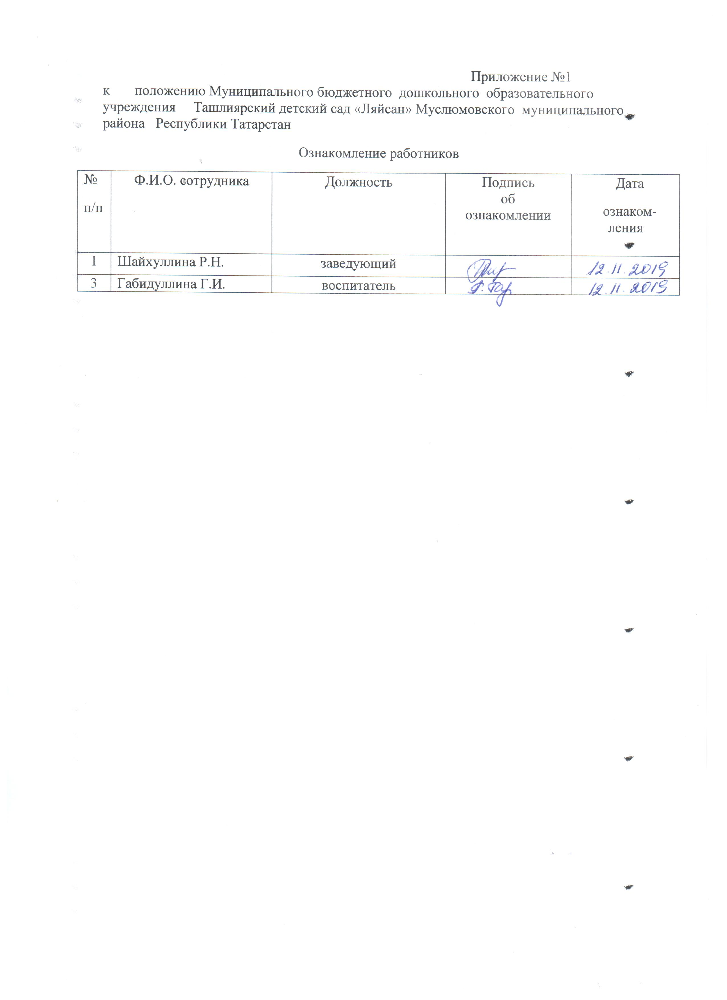 Приложение №1
к положению Муниципального бюджетного дошкольного образовательного
учреждения Ташлиярский детский сад «Ляйсан» Муслюмовского муниципального
района Республики Татарстан
Ознакомление работников
№ п/п Ф.И.О. сотрудника Должность Подпись об ознакомлении Дата ознаком-ления
1 Шайхуллина Р.Н. заведующий 12.11.2019
3 Габидуллина Г.И. воспитатель 12.11.2019